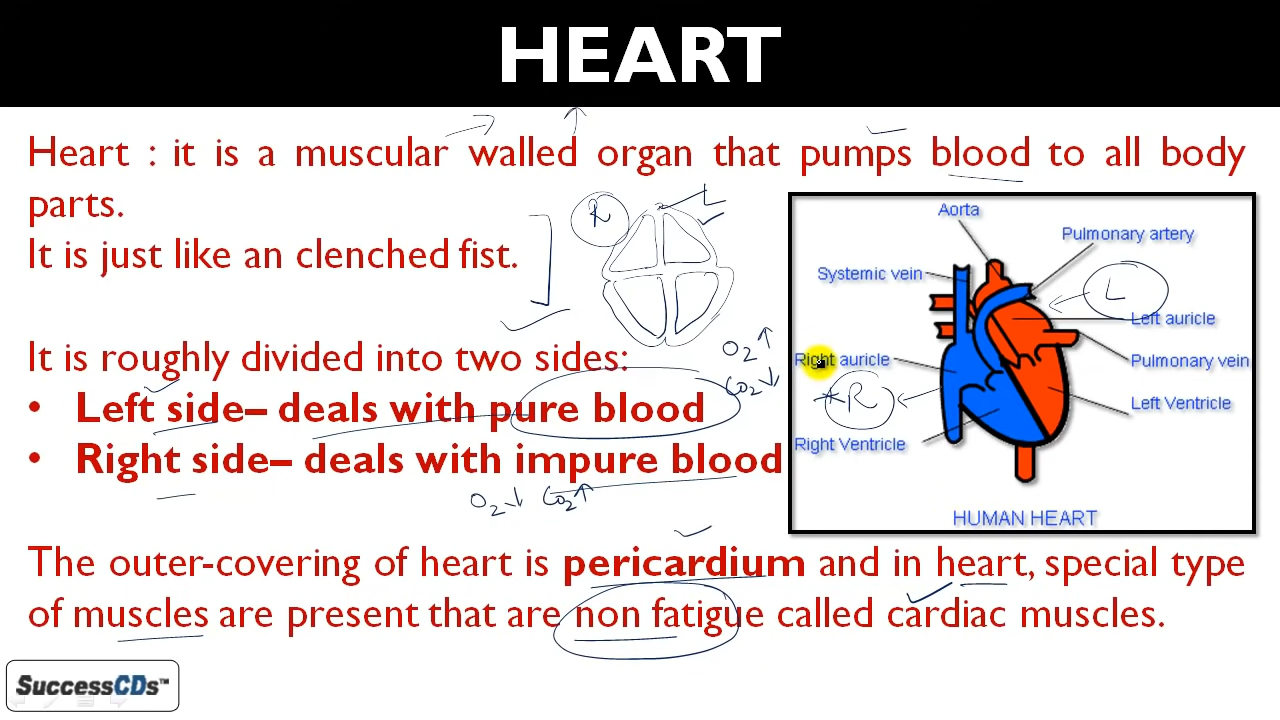 HEART
Heart : it is a muscular walled organ that pumps blood to all body
parts.
It is just like an clenched fist.
R
L
It is roughly divided into two sides:
• Left side– deals with pure blood
O2↑
CO2↓
• Right side– deals with impure blood
O2↓ CO2↑
Aorta
Pulmonary artery
Systemic vein
L
Left auricle
Right auricle
Pulmonary vein
*R
Left Ventricle
Right Ventricle
HUMAN HEART
The outer-covering of heart is pericardium and in heart, special type
of muscles are present that are non fatigue called cardiac muscles.
SuccessCDs™